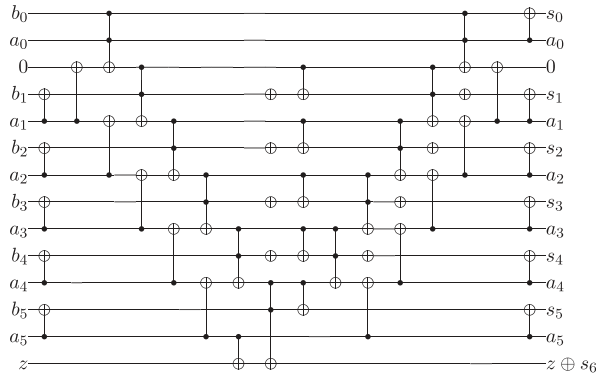 b₀ s₀
a₀ a₀
0 0
b₁ s₁
a₁ a₁
b₂ s₂
a₂ a₂
b₃ s₃
a₃ a₃
b₄ s₄
a₄ a₄
b₅ s₅
a₅ a₅
z z ⊕ s₆